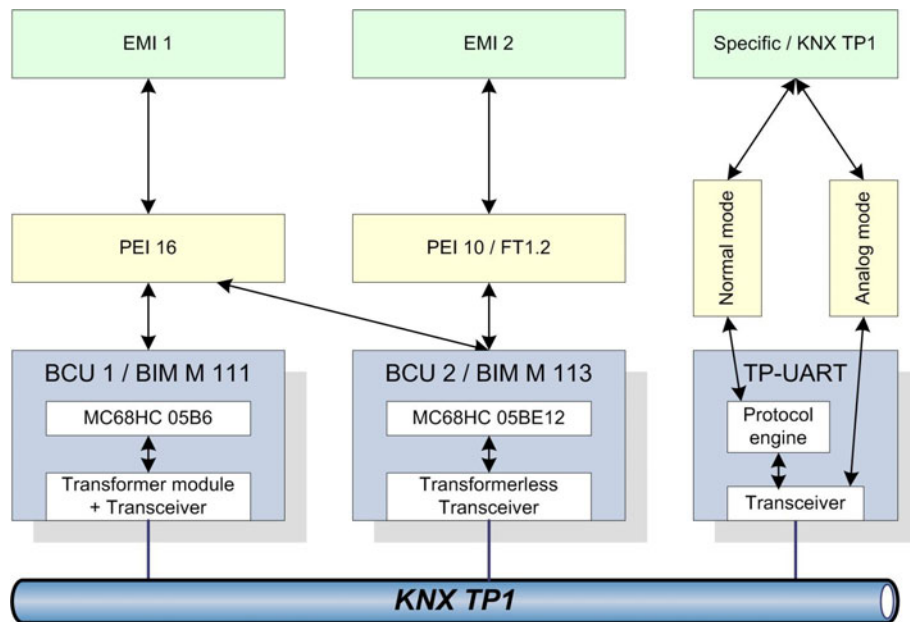 EMI 1
EMI 2
Specific / KNX TP1
PEI 16
PEI 10 / FT1.2
Normal mode
Analog mode
BCU 1 / BIM M 111
MC68HC 05B6
Transformer module
+ Transceiver
BCU 2 / BIM M 113
MC68HC 05BE12
Transformerless
Transceiver
TP-UART
Protocol
engine
Transceiver
KNX TP1